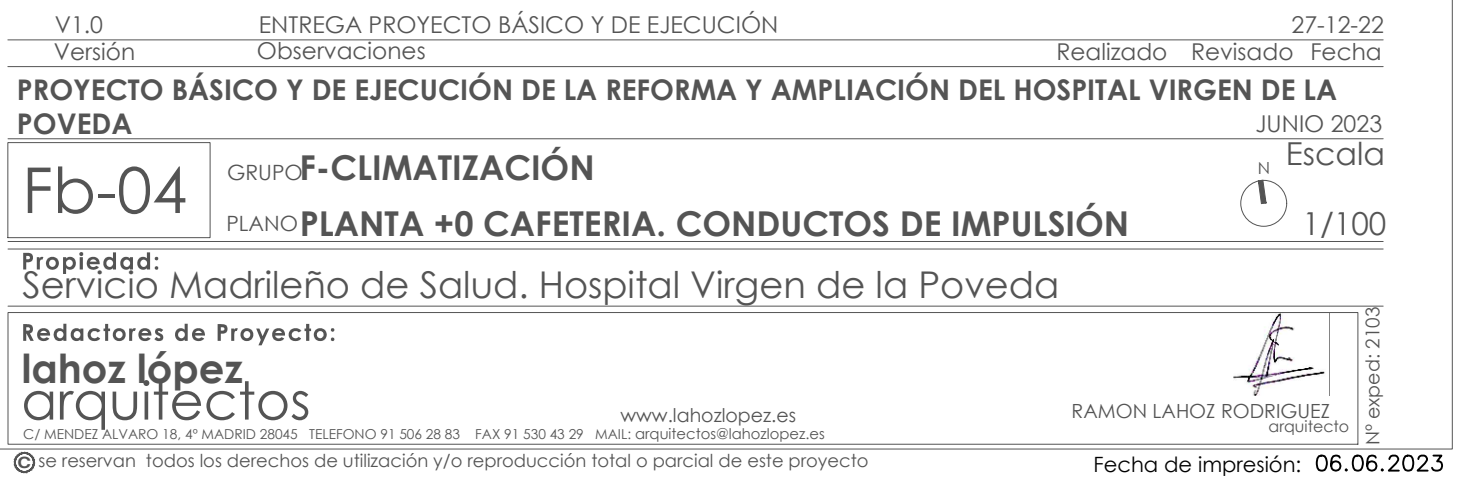 V1.0 ENTREGA PROYECTO BÁSICO Y DE EJECUCIÓN 27-12-22
Versión Observaciones Realizado Revisado Fecha
PROYECTO BÁSICO Y DE EJECUCIÓN DE LA REFORMA Y AMPLIACIÓN DEL HOSPITAL VIRGEN DE LA
POVEDA
JUNIO 2023
Fb-04
GRUPO F-CLIMATIZACIÓN
N
Escala
PLANO PLANTA +0 CAFETERIA. CONDUCTOS DE IMPULSIÓN
1/100
Propiedad:
Servicio Madrileño de Salud. Hospital Virgen de la Poveda
Redactores de Proyecto:
lahoz lópez
arquitectos
www.lahozlopez.es
RAMON LAHOZ RODRIGUEZ
arquitecto
C/ MENDEZ ALVARO 18, 4º MADRID 28045 TELEFONO 91 506 28 83 FAX 91 530 43 29 MAIL: arquitectos@lahozlopez.es
Nº exped: 2103
© se reservan todos los derechos de utilización y/o reproducción total o parcial de este proyecto
Fecha de impresión: 06.06.2023